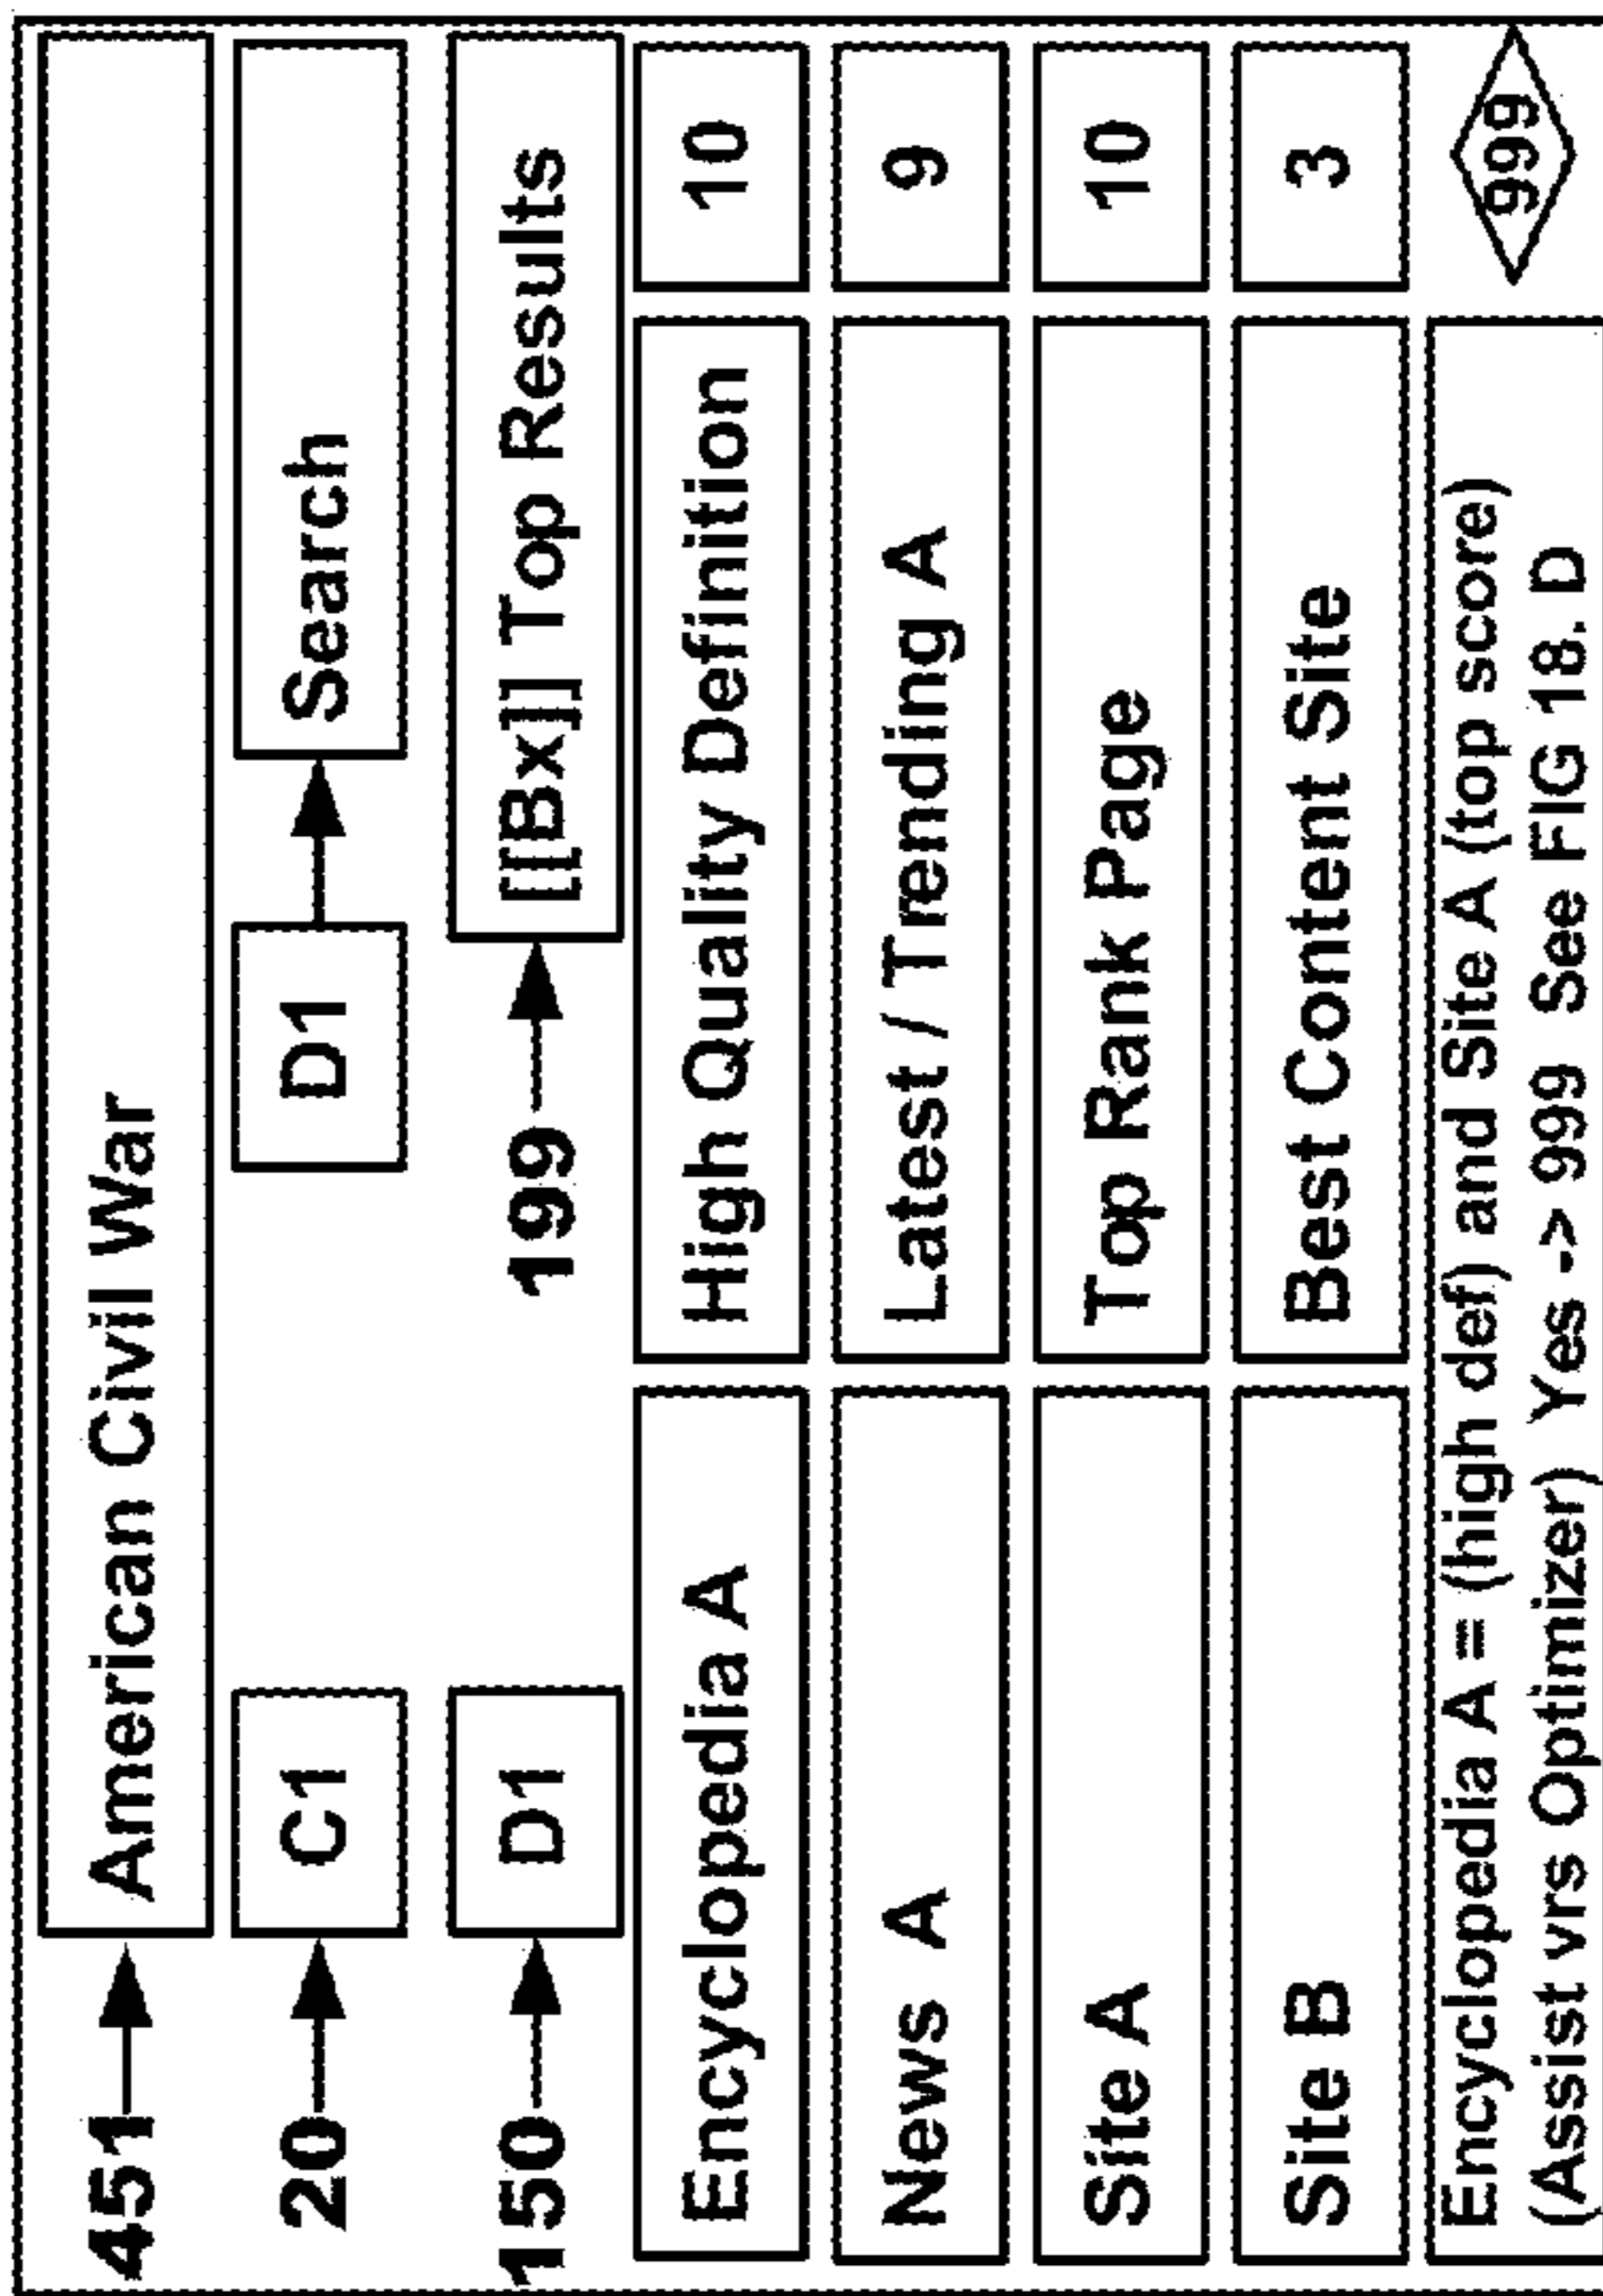 451 American Civil War
20 C1 D1 Search
150 D1 199 [[Bx]] Top Results
Encyclopedia A High Quality Definition 10
News A Latest / Trending A 9
Site A Top Rank Page 10
Site B Best Content Site 3
Encyclopedia A = (high def) and Site A (top score)
(Assist vrs Optimizer) Yes -> 999 See FIG 18. D
999